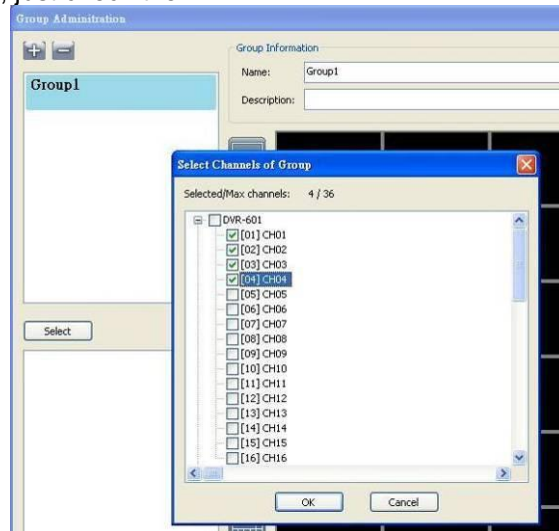 Group Adminitration
Group Information
Name: Group1
Group1
Description:
Select Channels of Group
Selected/Max channels: 4 / 36
DVR-601
[01] CH01
[02] CH02
[03] CH03
[04] CH04
[05] CH05
[06] CH06
[07] CH07
[08] CH08
[09] CH09
[10] CH10
[11] CH11
[12] CH12
[13] CH13
[14] CH14
[15] CH15
[16] CH16
Select
OK Cancel